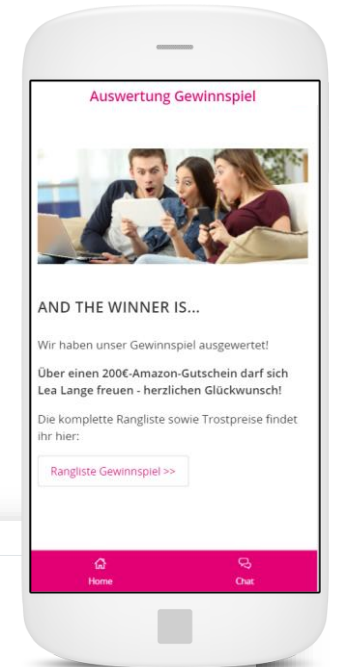 Auswertung Gewinnspiel
AND THE WINNER IS...
Wir haben unser Gewinnspiel ausgewertet!
Über einen 200€-Amazon-Gutschein darf sich
Lea Lange freuen - herzlichen Glückwunsch!
Die komplette Rangliste sowie Trostpreise findet
ihr hier:
Rangliste Gewinnspiel >>
Home
Chat